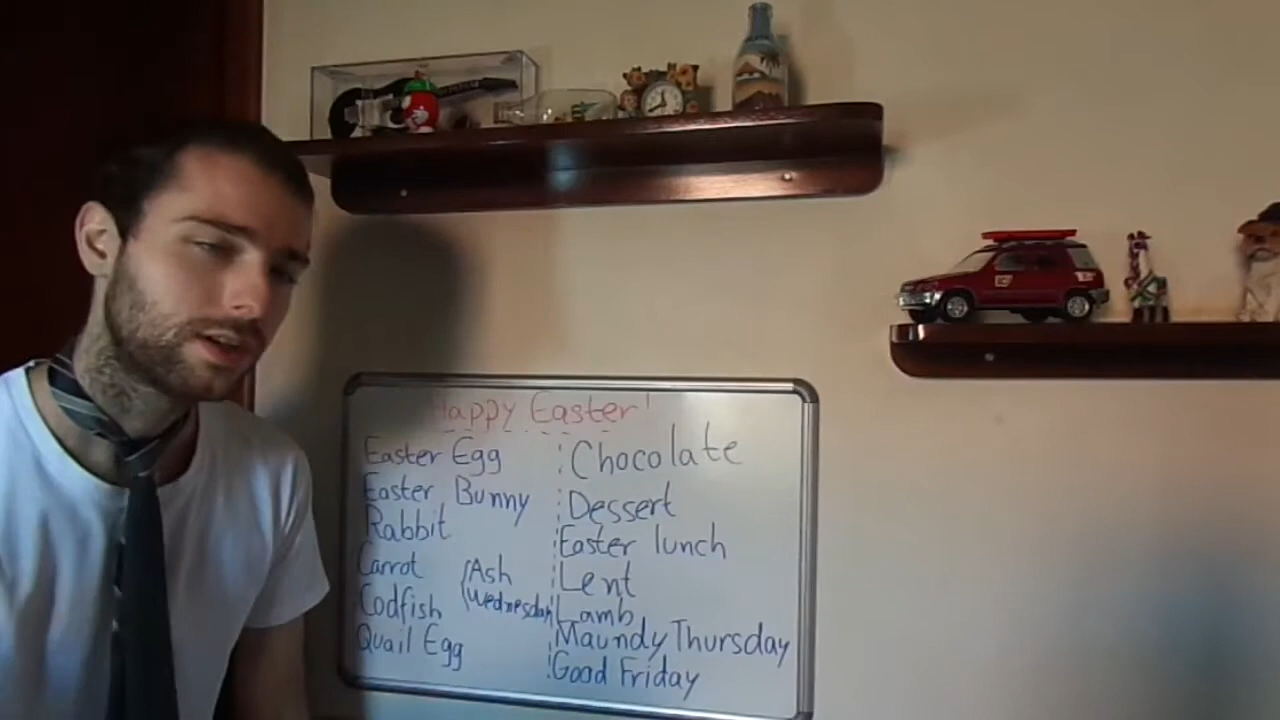 Happy Easter!
Easter Egg
Easter Bunny
Rabbit
Carrot
Codfish
Quail Egg
Ash
Wednesday
Chocolate
Dessert
Easter lunch
Lent
Lamb
Maundy Thursday
Good Friday